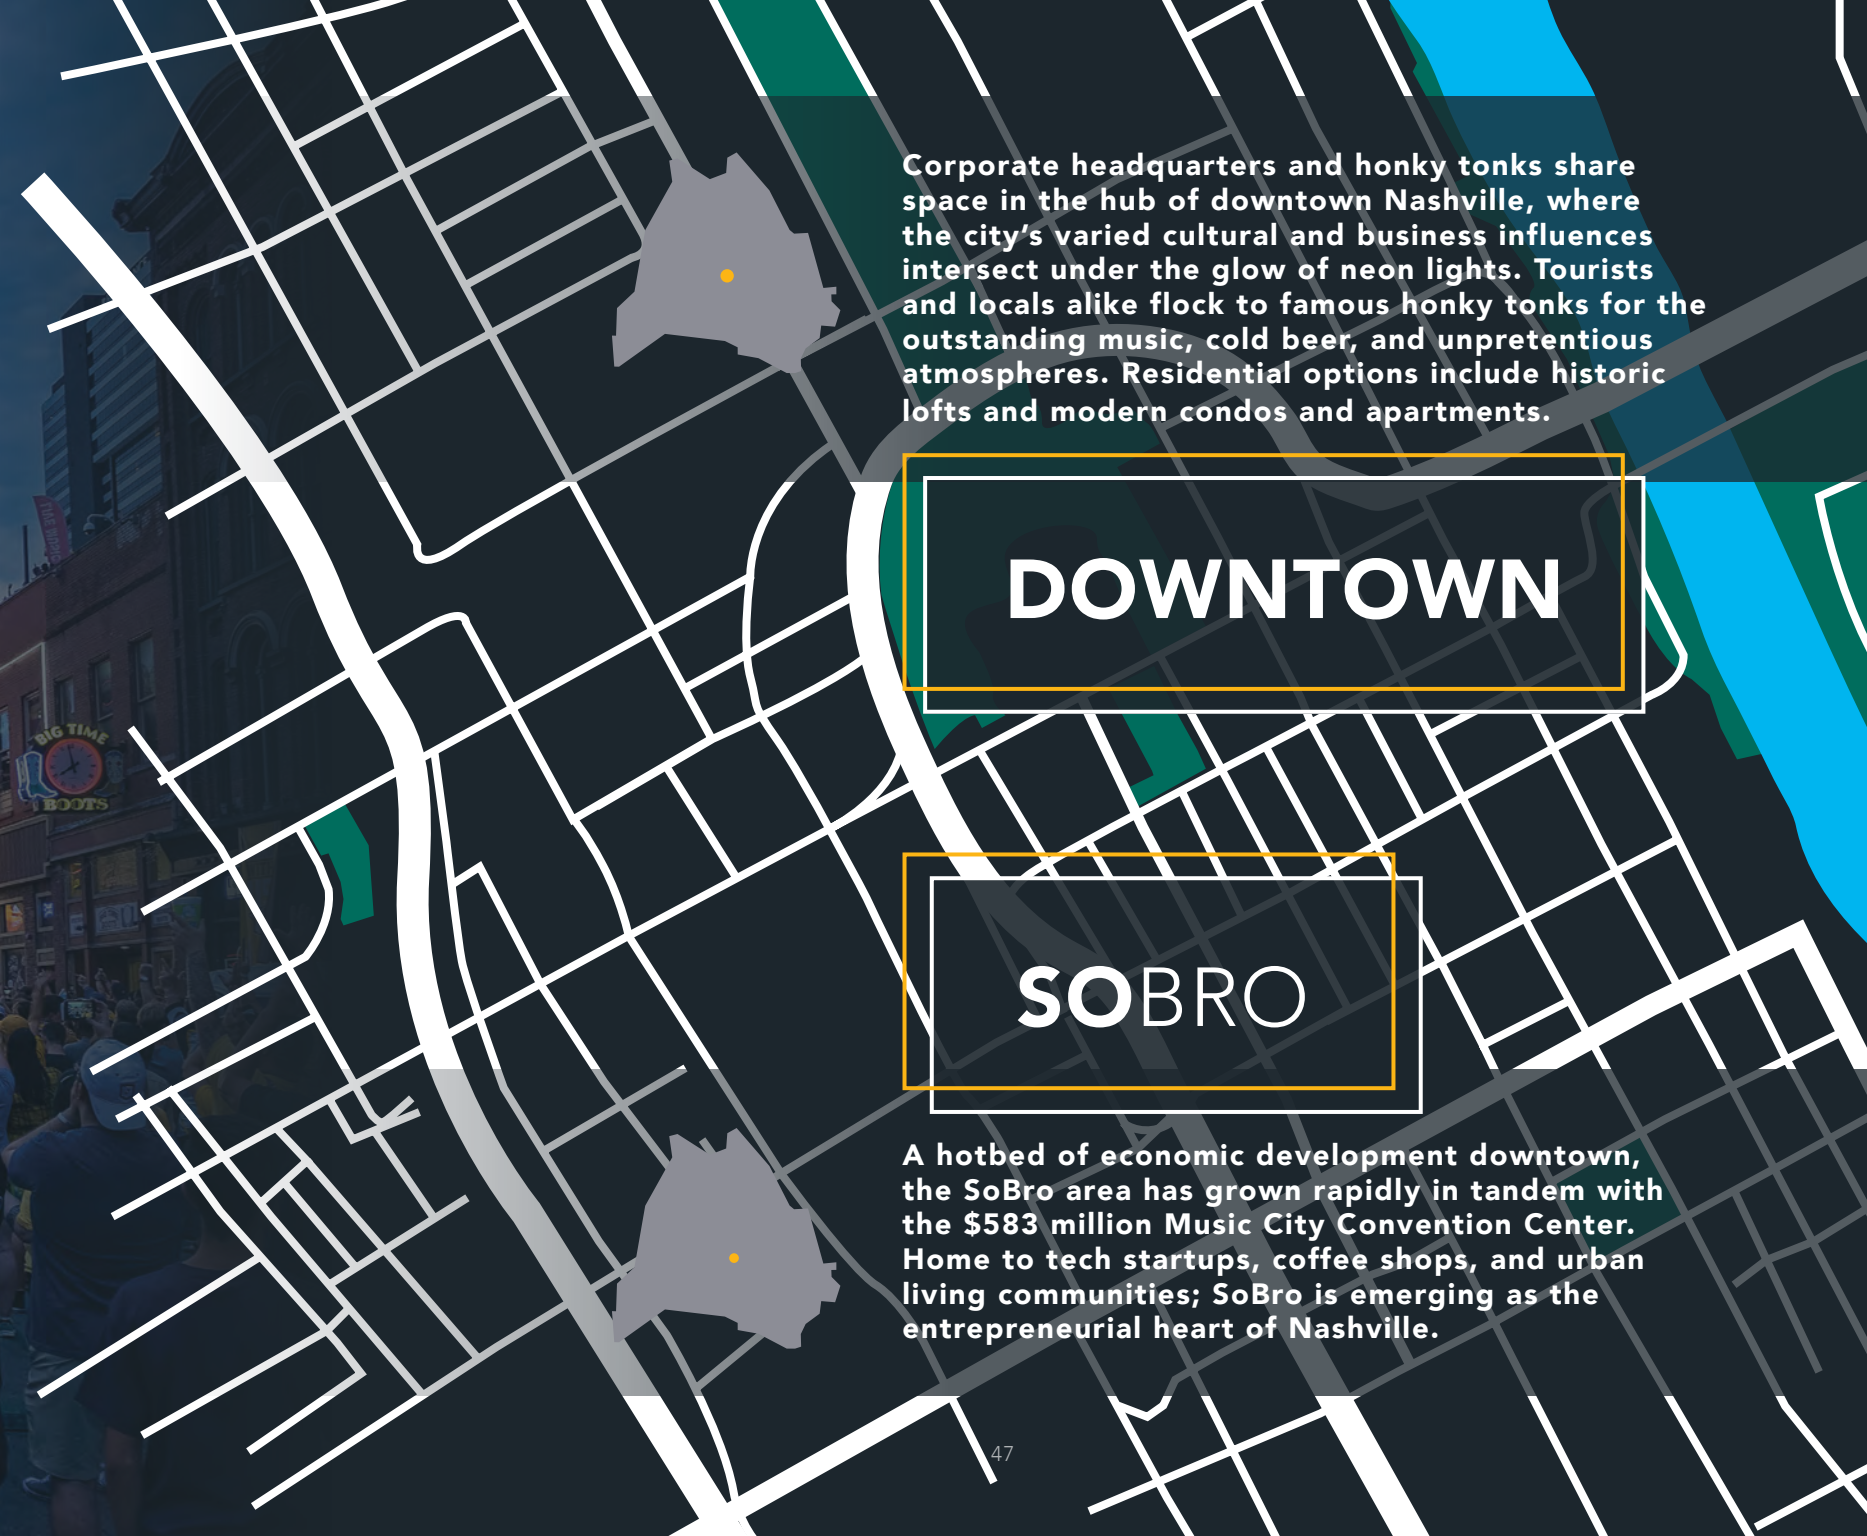 Corporate headquarters and honky tonks share
space in the hub of downtown Nashville, where
the city’s varied cultural and business influences
intersect under the glow of neon lights. Tourists
and locals alike flock to famous honky tonks for the
outstanding music, cold beer, and unpretentious
atmospheres. Residential options include historic
lofts and modern condos and apartments.
DOWNTOWN
BIG TIME
BOOTS
SOBRO
A hotbed of economic development downtown,
the SoBro area has grown rapidly in tandem with
the $583 million Music City Convention Center.
Home to tech startups, coffee shops, and urban
living communities; SoBro is emerging as the
entrepreneurial heart of Nashville.
47